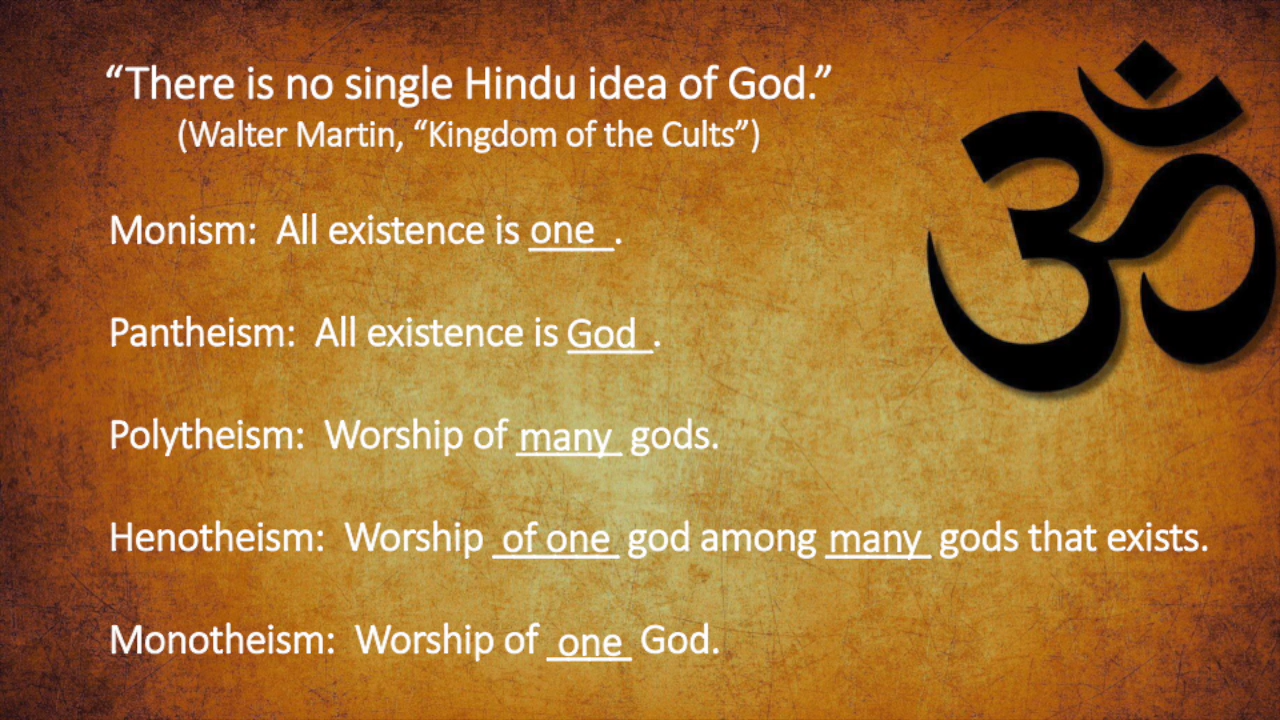 “There is no single Hindu idea of God.”
(Walter Martin, “Kingdom of the Cults”)
Monism: All existence is one.
Pantheism: All existence is God.
Polytheism: Worship of many gods.
Henotheism: Worship of one god among many gods that exists.
Monotheism: Worship of one God.
ॐ